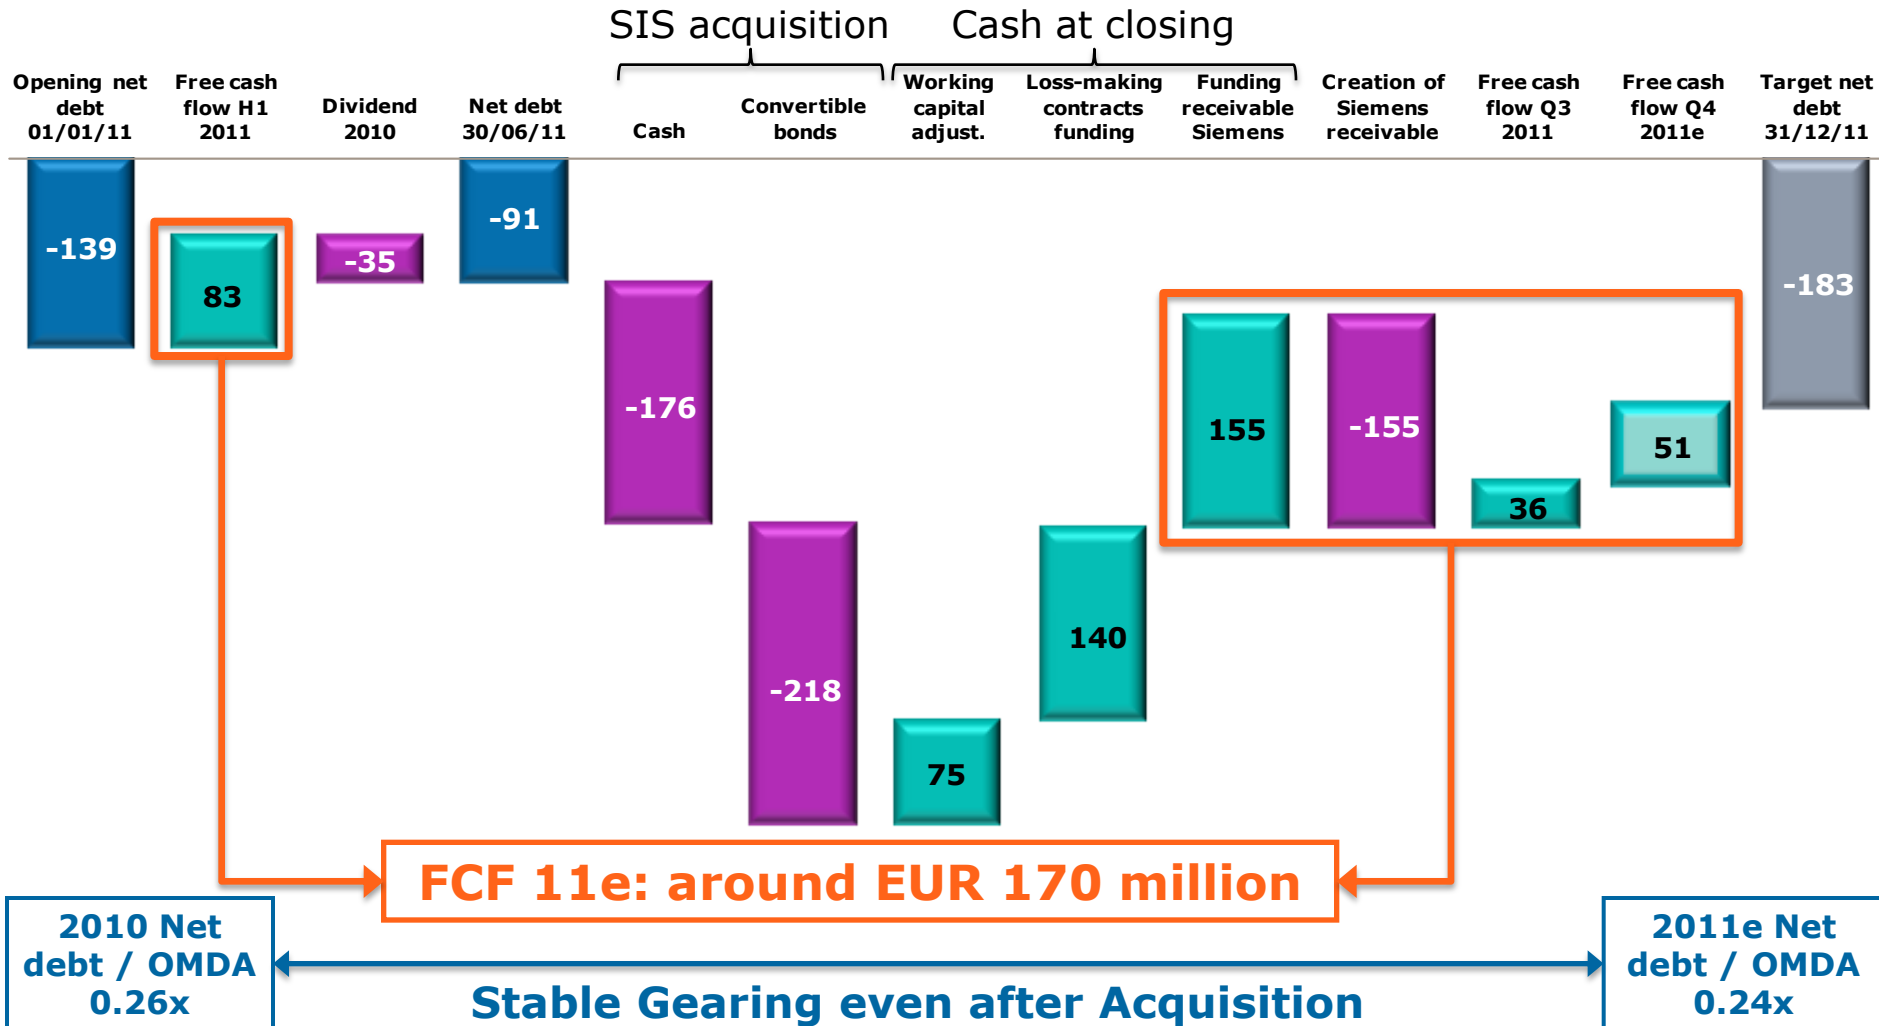 SIS acquisition
Cash at closing
Opening net
debt
01/01/11
Free cash
flow H1
2011
Dividend
2010
Net debt
30/06/11
Cash
Convertible
bonds
Working
capital
adjust.
Loss-making
contracts
funding
Funding
receivable
Siemens
Creation of
Siemens
receivable
Free cash
flow Q3
2011
Free cash
flow Q4
2011e
Target net
debt
31/12/11
-139
83
-35
-91
-176
-218
75
140
155
-155
36
51
-183
FCF 11e: around EUR 170 million
2010 Net
debt / OMDA
0.26x
Stable Gearing even after Acquisition
2011e Net
debt / OMDA
0.24x